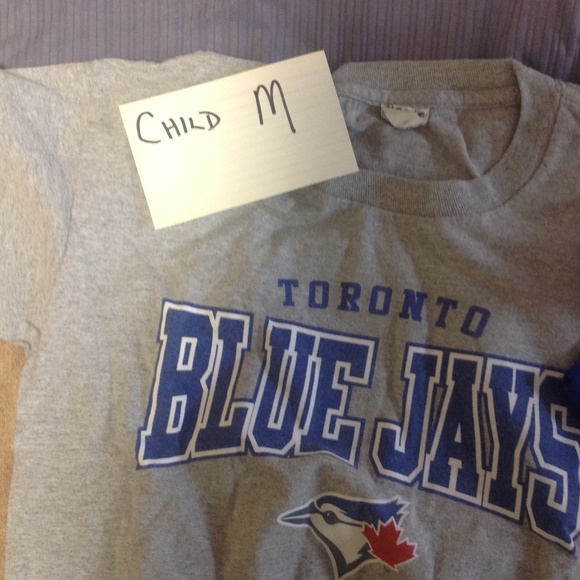 CHILD M
TORONTO
BLUE JAYS